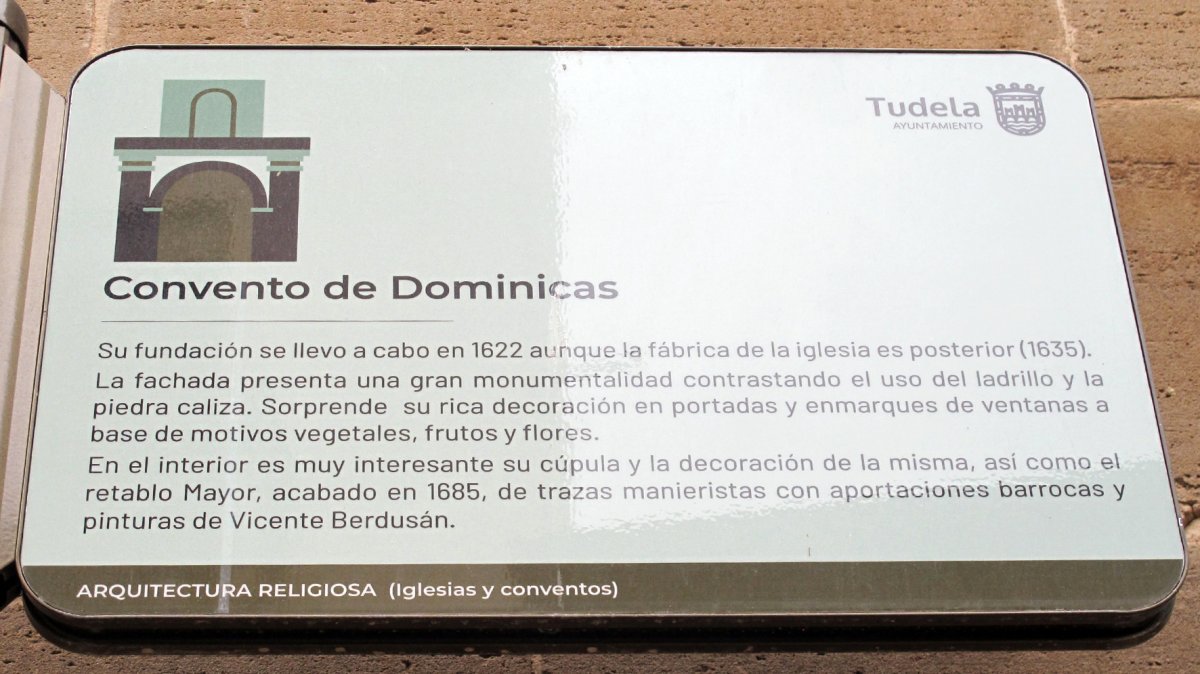 Tudela
AYUNTAMIENTO
Convento de Dominicas
Su fundación se llevo a cabo en 1622 aunque la fábrica de la iglesia es posterior (1635).
La fachada presenta una gran monumentalidad contrastando el uso del ladrillo y la
piedra caliza. Sorprende su rica decoración en portadas y enmarques de ventanas a
base de motivos vegetales, frutos y flores.
En el interior es muy interesante su cúpula y la decoración de la misma, así como el
retablo Mayor, acabado en 1685, de trazas manieristas con aportaciones barrocas y
pinturas de Vicente Berdusán.
ARQUITECTURA RELIGIOSA (Iglesias y conventos)